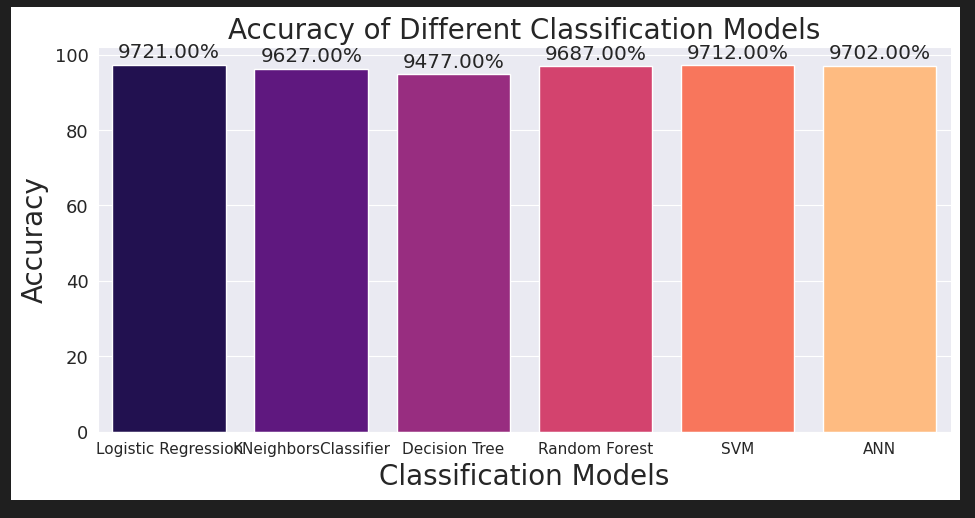 Accuracy of Different Classification Models
9721.00% 9627.00% 9477.00% 9687.00% 9712.00% 9702.00%
100
80
60
40
20
0
Accuracy
Logistic Regression KNeighborsClassifier Decision Tree Random Forest SVM ANN
Classification Models